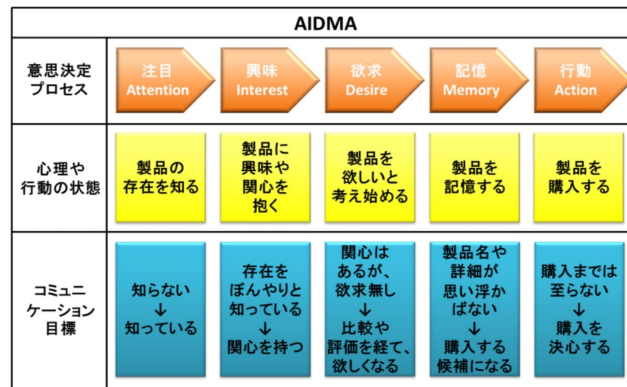 AIDMA
意思決定
プロセス
注目
Attention
興味
Interest
欲求
Desire
記憶
Memory
行動
Action
心理や
行動の状態
製品の
存在を知る
製品に
興味や
関心を
抱く
製品を
欲しいと
考え始める
製品を
記憶する
製品を
購入する
コミュニ
ケーション
目標
知らない
↓
知っている
存在を
ぼんやりと
知っている
↓
関心を持つ
関心は
あるが、
欲求無し
↓
比較や
評価を経て、
欲しくなる
製品名や
詳細が
思い浮か
ばない
↓
購入する
候補になる
購入までは
至らない
↓
購入を
決心する